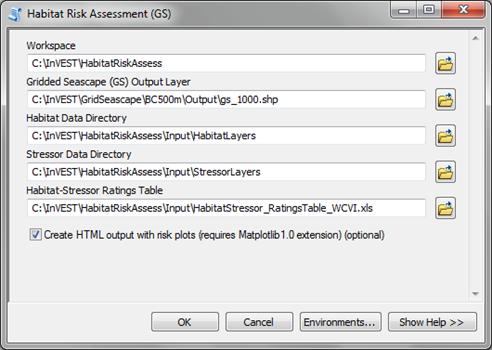 Habitat Risk Assessment (GS)
Workspace
C:\InVEST\HabitatRiskAssess
Gridded Seascape (GS) Output Layer
C:\InVEST\GridSeascape\BC500m\Output\gs_1000.shp
Habitat Data Directory
C:\InVEST\HabitatRiskAssess\Input\HabitatLayers
Stressor Data Directory
C:\InVEST\HabitatRiskAssess\Input\StressorLayers
Habitat-Stressor Ratings Table
C:\InVEST\HabitatRiskAssess\Input\HabitatStressor_RatingsTable_WCVI.xls
Create HTML output with risk plots (requires Matplotlib1.0 extension) (optional)
OK Cancel Environments... Show Help >>